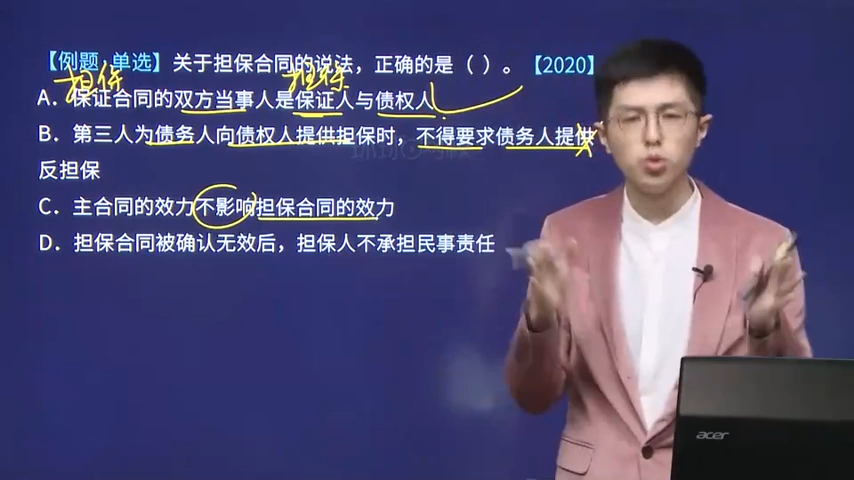 【例题·单选】关于担保合同的说法，正确的是（ ）。【2020】
担保 担保
A．保证合同的双方当事人是保证人与债权人
B．第三人为债务人向债权人提供担保时，不得要求债务人提供
反担保
C．主合同的效力不影响担保合同的效力
D．担保合同被确认无效后，担保人不承担民事责任
acer